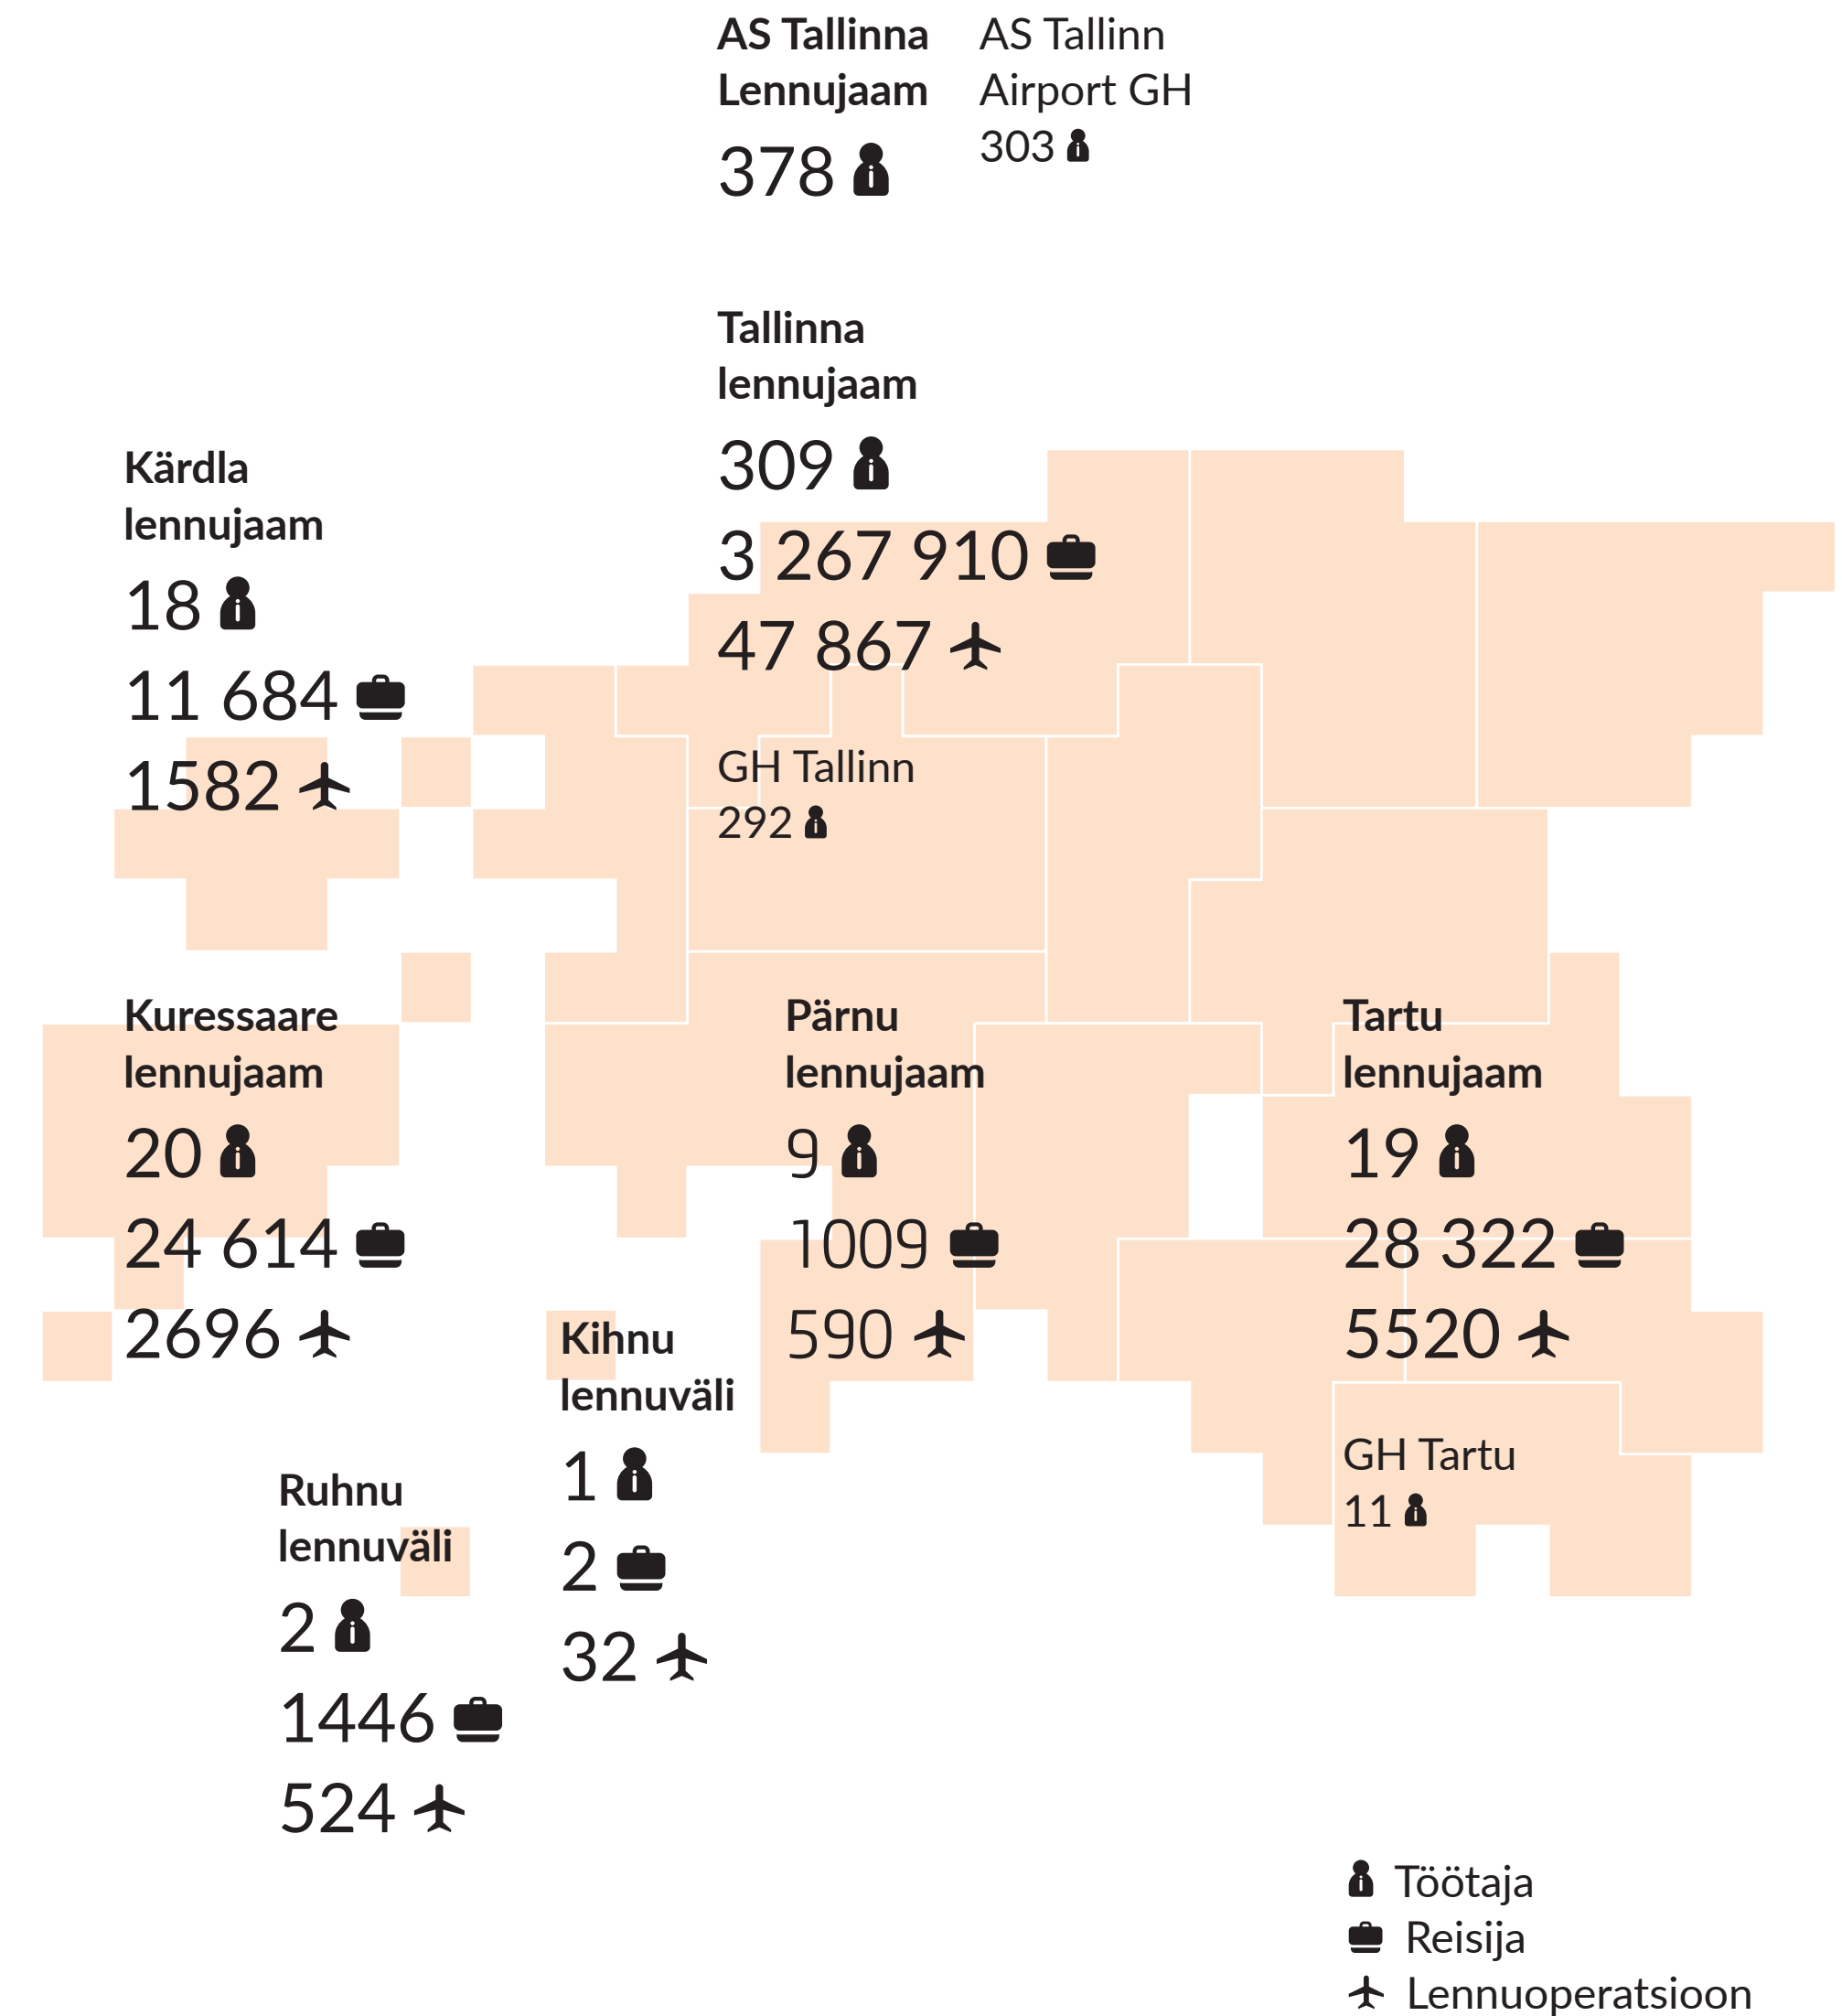 AS Tallinna
Lennujaam
378
AS Tallinn
Airport GH
303
Tallinna
lennujaam
309
3 267 910
47 867
GH Tallinn
292
Kärdla
lennujaam
18
11 684
1582
Kuressaare
lennujaam
20
24 614
2696
Pärnu
lennujaam
9
1009
590
Tartu
lennujaam
19
28 322
5520
GH Tartu
11
Kihnu
lennuväli
1
2
32
Ruhnu
lennuväli
2
1446
524
Töötaja
Reisija
Lennuoperatsioon